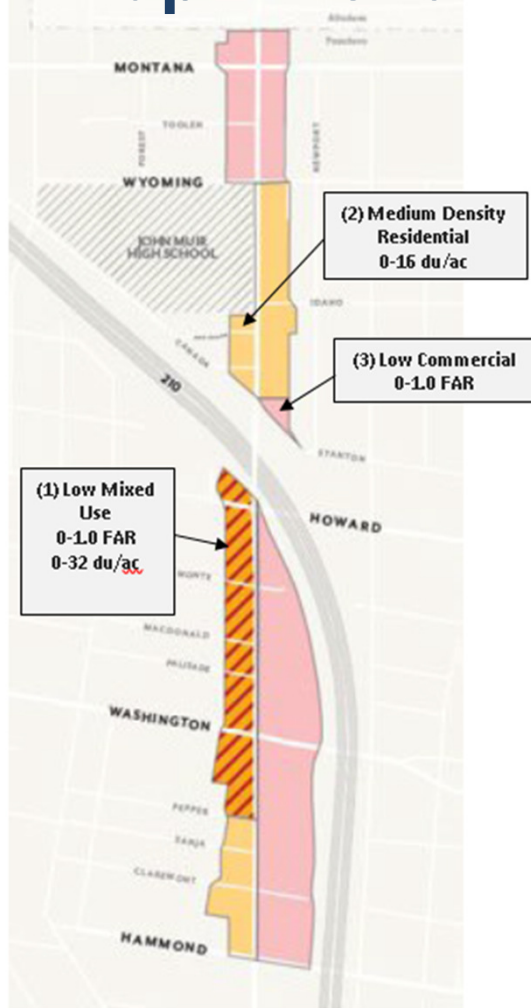 Altadena
Pasadena
MONTANA
TOOLEN
FOREST
NEWPORT
WYOMING
(2) Medium Density
Residential
0-16 du/ac
JOHN MUIR
HIGH SCHOOL
IDAHO
CANADA
(3) Low Commercial
0-1.0 FAR
210
STANTON
(1) Low Mixed
Use
0-1.0 FAR
0-32 du/ac
HOWARD
MONTE
MACDONALD
PALISADE
WASHINGTON
PEPPER
ZANJA
CLAREMONT
HAMMOND